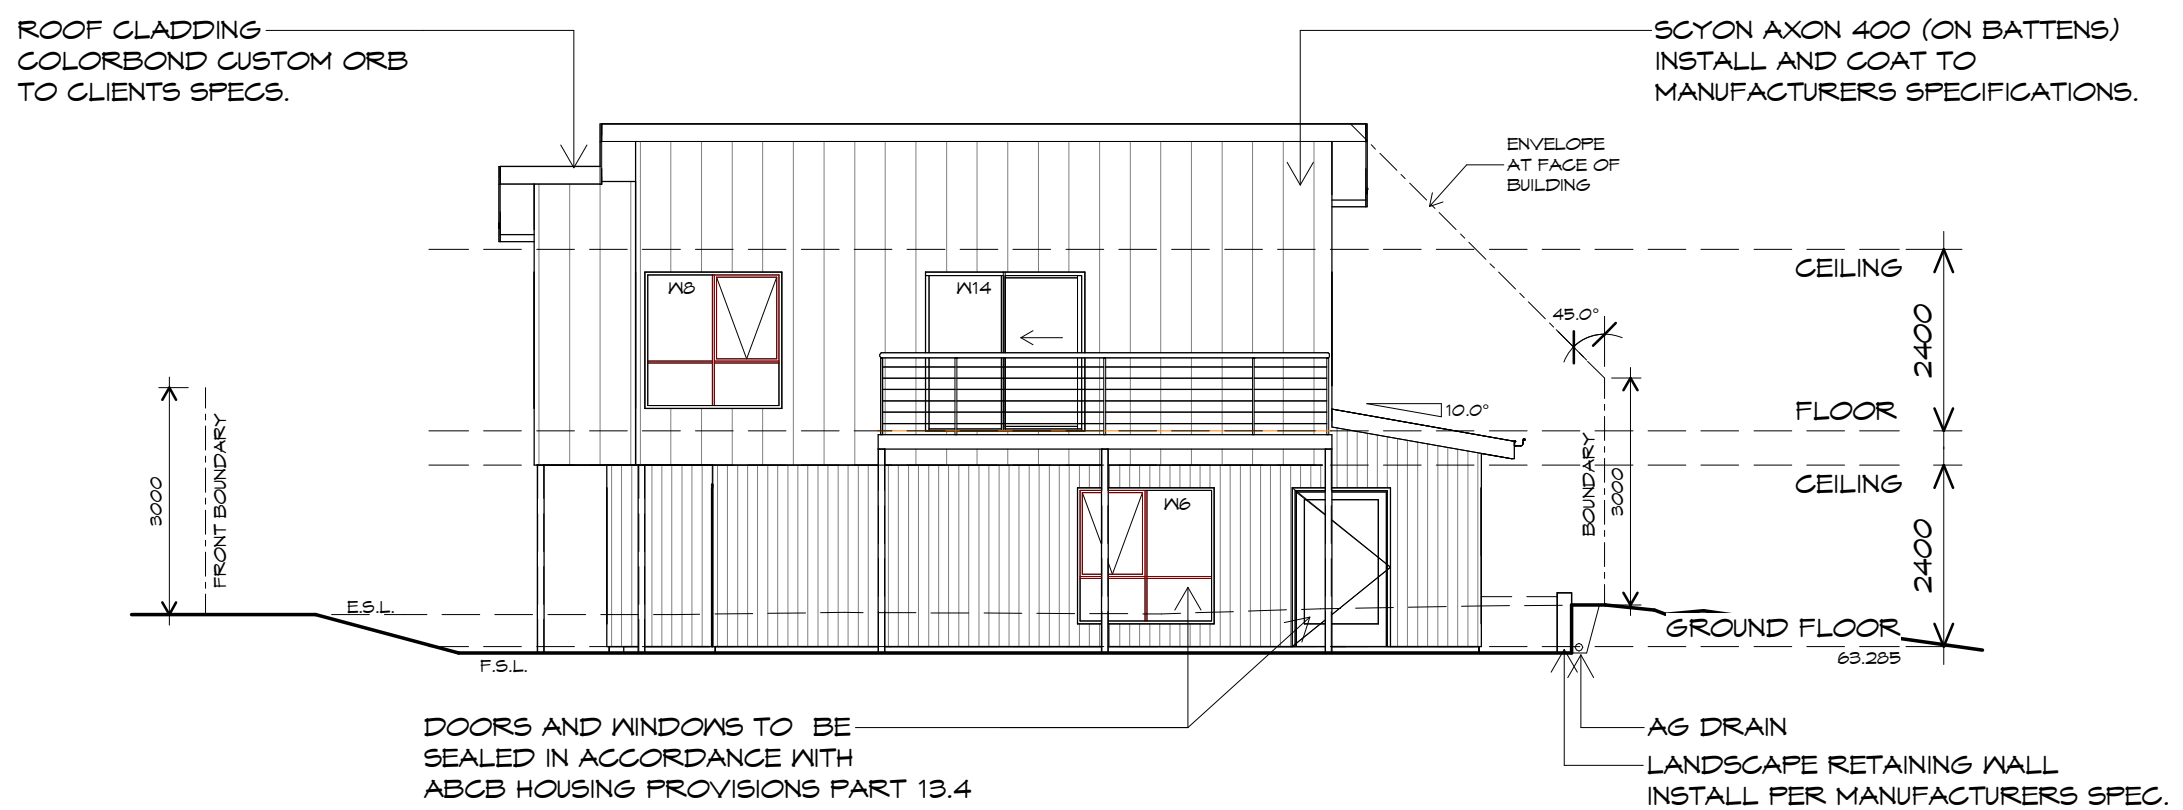 ROOF CLADDING
COLORBOND CUSTOM ORB
TO CLIENTS SPECS.
SCYON AXON 400 (ON BATTENS)
INSTALL AND COAT TO
MANUFACTURERS SPECIFICATIONS.
ENVELOPE
AT FACE OF
BUILDING
CEILING
W8
W14
45.0°
2400
FLOOR
10.0°
3000
FRONT BOUNDARY
BOUNDARY
3000
CEILING
W6
2400
E.S.L.
GROUND FLOOR
63.285
F.S.L.
DOORS AND WINDOWS TO BE
SEALED IN ACCORDANCE WITH
ABCB HOUSING PROVISIONS PART 13.4
AG DRAIN
LANDSCAPE RETAINING WALL
INSTALL PER MANUFACTURERS SPEC.